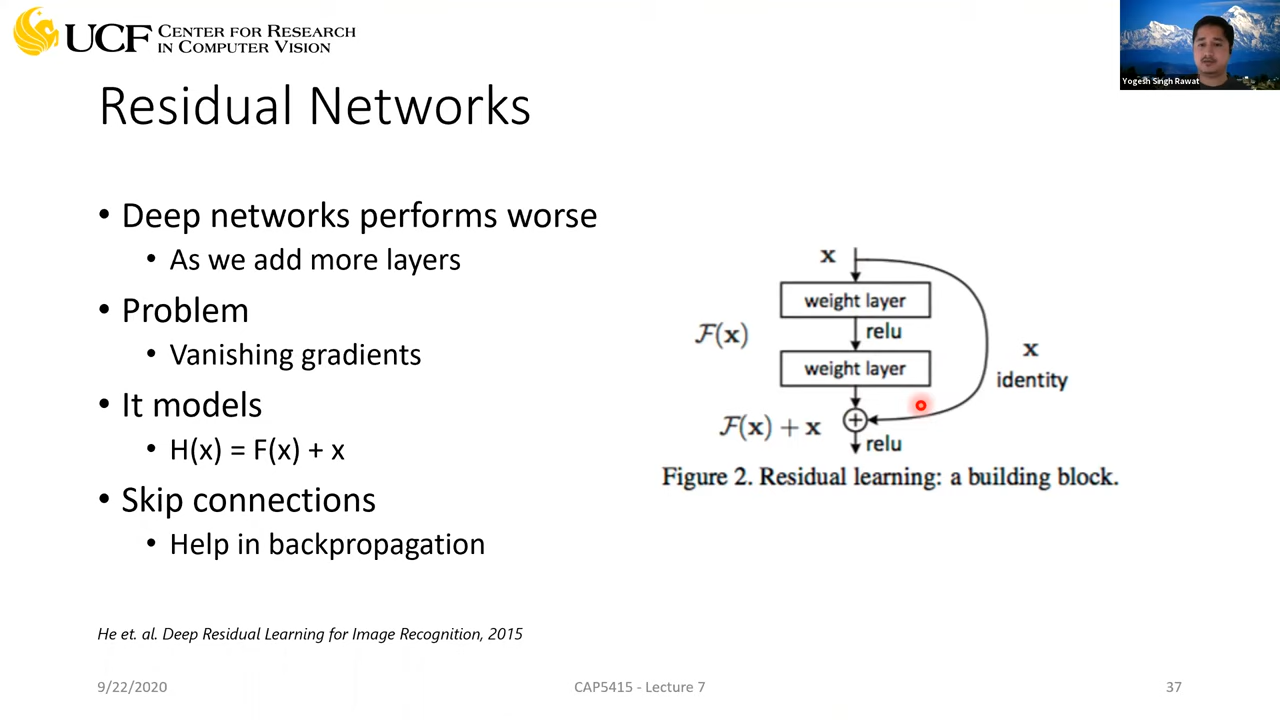 UCF CENTER FOR RESEARCH
IN COMPUTER VISION
Yogesh Singh Rawat
Residual Networks
• Deep networks performs worse
• As we add more layers
• Problem
• Vanishing gradients
• It models
• H(x) = F(x) + x
• Skip connections
• Help in backpropagation
x
weight layer
F(x)
relu
weight layer
x
identity
F(x) + x
+
relu
Figure 2. Residual learning: a building block.
He et. al. Deep Residual Learning for Image Recognition, 2015
9/22/2020
CAP5415 - Lecture 7
37